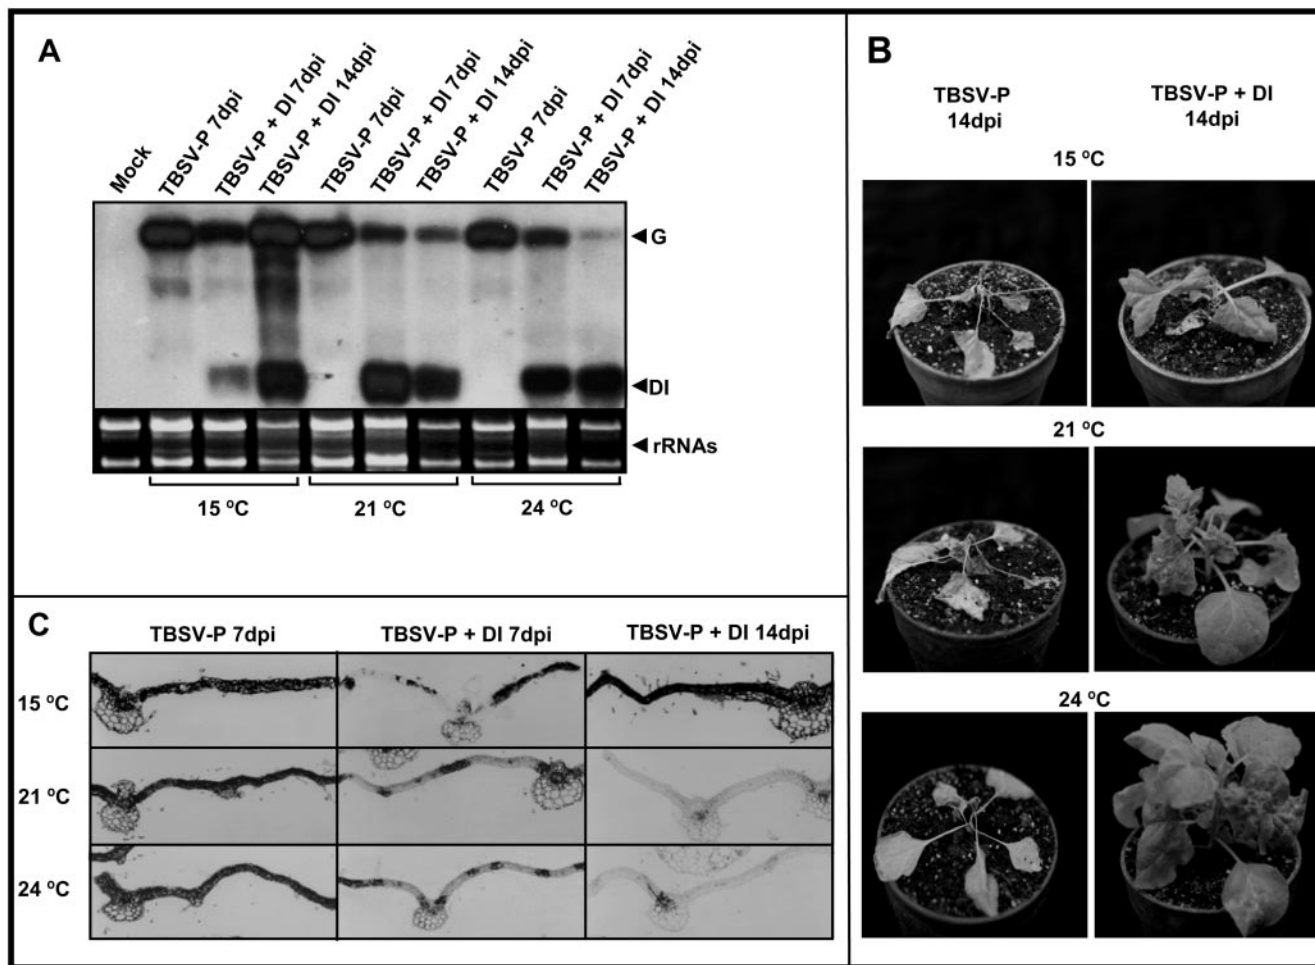 A
Mock
TBSV-P 7dpi
TBSV-P + DI 7dpi
TBSV-P + DI 14dpi
TBSV-P 7dpi
TBSV-P + DI 7dpi
TBSV-P + DI 14dpi
TBSV-P 7dpi
TBSV-P + DI 7dpi
TBSV-P + DI 14dpi
G
DI
rRNAs
15 ºC
21 ºC
24 ºC
B
TBSV-P
14dpi
TBSV-P + DI
14dpi
15 ºC
21 ºC
24 ºC
C
TBSV-P 7dpi
TBSV-P + DI 7dpi
TBSV-P + DI 14dpi
15 ºC
21 ºC
24 ºC